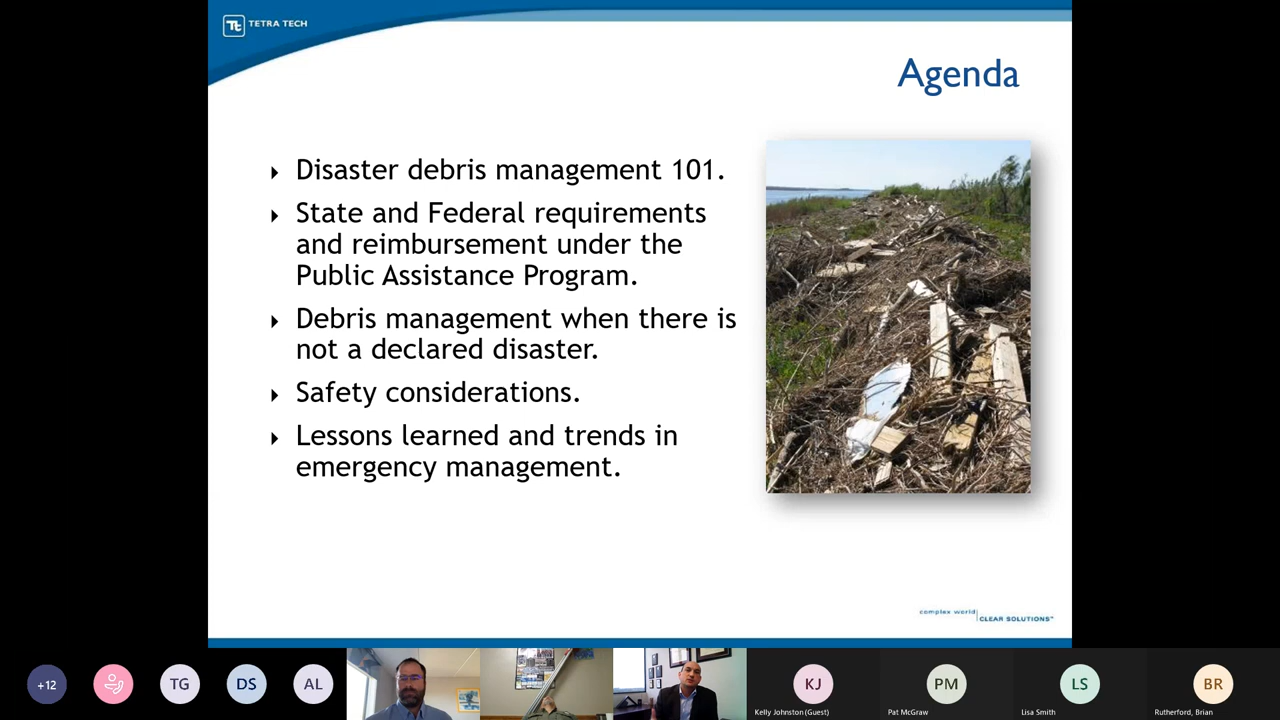 Tt TETRA TECH
Agenda
Disaster debris management 101.
State and Federal requirements
and reimbursement under the
Public Assistance Program.
Debris management when there is
not a declared disaster.
Safety considerations.
Lessons learned and trends in
emergency management.
complex world CLEAR SOLUTIONS™
+12
TG
DS
AL
KJ
PM
LS
BR
Kelly Johnston (Guest)
Pat McGraw
Lisa Smith
Rutherford, Brian